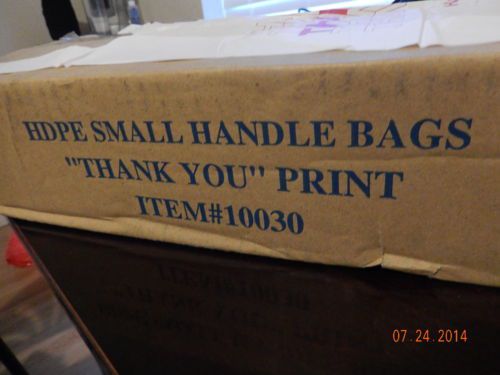 HDPE SMALL HANDLE BAGS
"THANK YOU" PRINT
ITEM#10030
07.24.2014